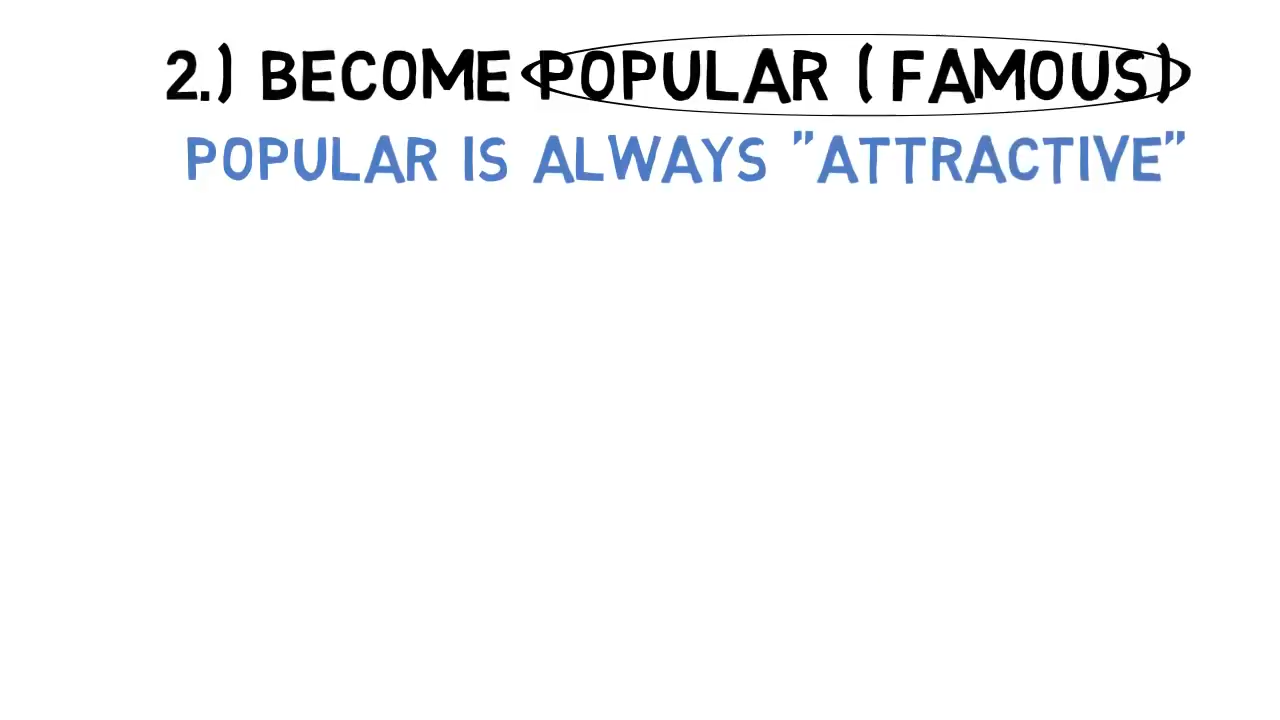 2.) BECOME POPULAR ( FAMOUS)
POPULAR IS ALWAYS "ATTRACTIVE"